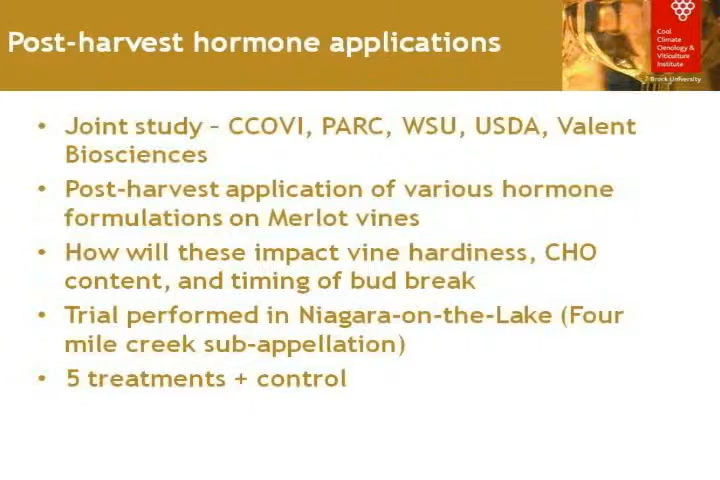 Post-harvest hormone applications
Cool
Climate
Oenology &
Viticulture
Institute
Brock University
• Joint study – CCOVI, PARC, WSU, USDA, Valent
Biosciences
• Post-harvest application of various hormone
formulations on Merlot vines
• How will these impact vine hardiness, CHO
content, and timing of bud break
• Trial performed in Niagara-on-the-Lake (Four
mile creek sub-appellation)
• 5 treatments + control